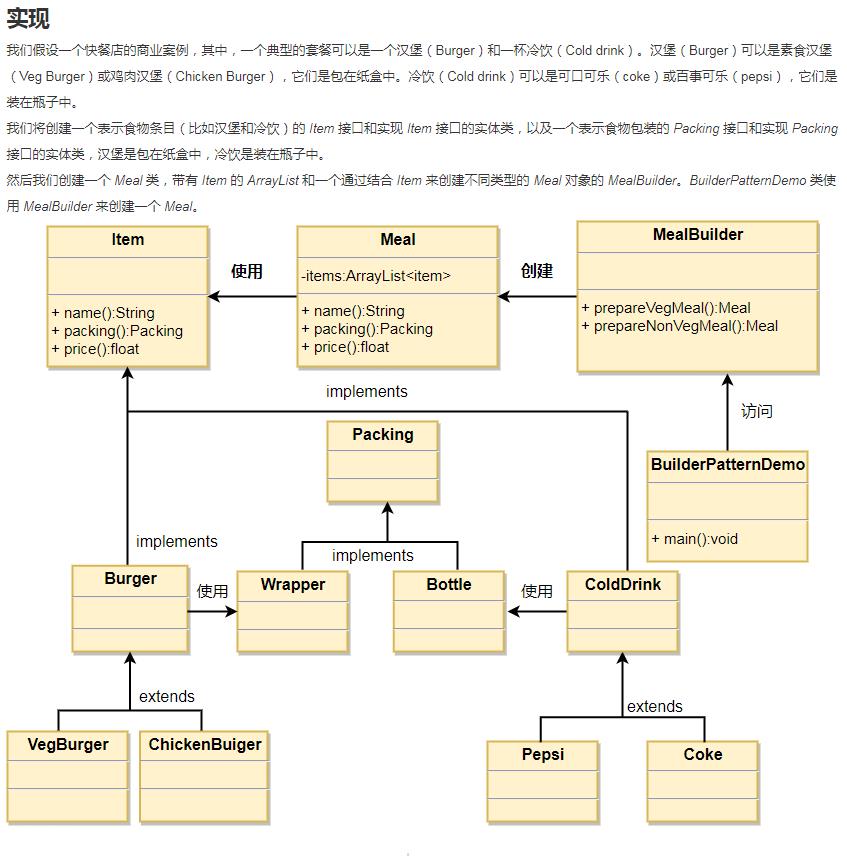 实现
我们假设一个快餐店的商业案例，其中，一个典型的套餐可以是一个汉堡（Burger）和一杯冷饮（Cold drink）。汉堡（Burger）可以是素食汉堡
（Veg Burger）或鸡肉汉堡（Chicken Burger），它们是包在纸盒中。冷饮（Cold drink）可以是可口可乐（coke）或百事可乐（pepsi），它们是
装在瓶子中。
我们将创建一个表示食物条目（比如汉堡和冷饮）的 Item 接口和实现 Item 接口的实体类，以及一个表示食物包装的 Packing 接口和实现 Packing
接口的实体类，汉堡是包在纸盒中，冷饮是装在瓶子中。
然后我们创建一个 Meal 类，带有 Item 的 ArrayList 和一个通过结合 Item 来创建不同类型的 Meal 对象的 MealBuilder。BuilderPatternDemo 类使
用 MealBuilder 来创建一个 Meal。
Item
+ name():String
+ packing():Packing
+ price():float
使用
Meal
-items:ArrayList<item>
+ name():String
+ packing():Packing
+ price():float
创建
MealBuilder
+ prepareVegMeal():Meal
+ prepareNonVegMeal():Meal
implements
访问
Packing
BuilderPatternDemo
+ main():void
implements
implements
Burger
使用
Wrapper
Bottle
使用
ColdDrink
extends
extends
VegBurger
ChickenBuiger
Pepsi
Coke